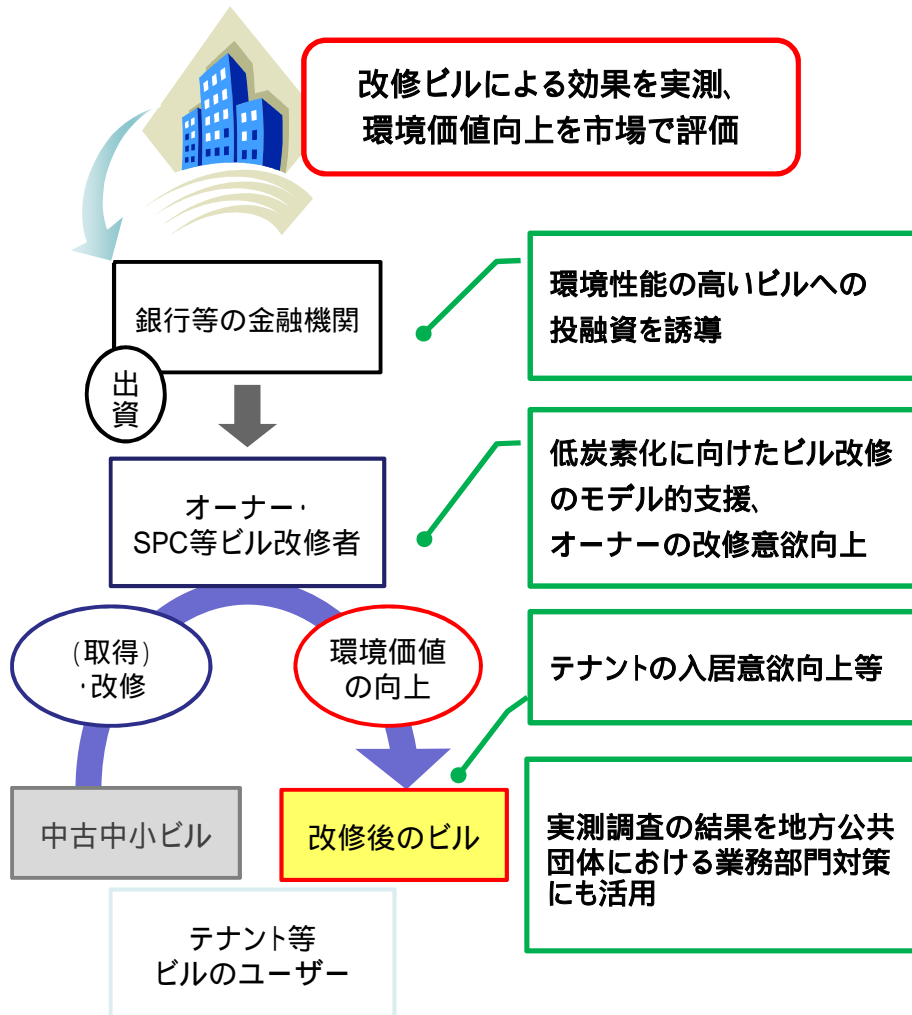 改修ビルによる効果を実測、
環境価値向上を市場で評価
銀行等の金融機関
出
資
環境性能の高いビルへの
投融資を誘導
オーナー・
SPC等ビル改修者
低炭素化に向けたビル改修
のモデル的支援、
オーナーの改修意欲向上
(取得)
・改修
環境価値
の向上
テナントの入居意欲向上等
中古中小ビル
改修後のビル
実測調査の結果を地方公共
団体における業務部門対策
にも活用
テナント等
ビルのユーザー